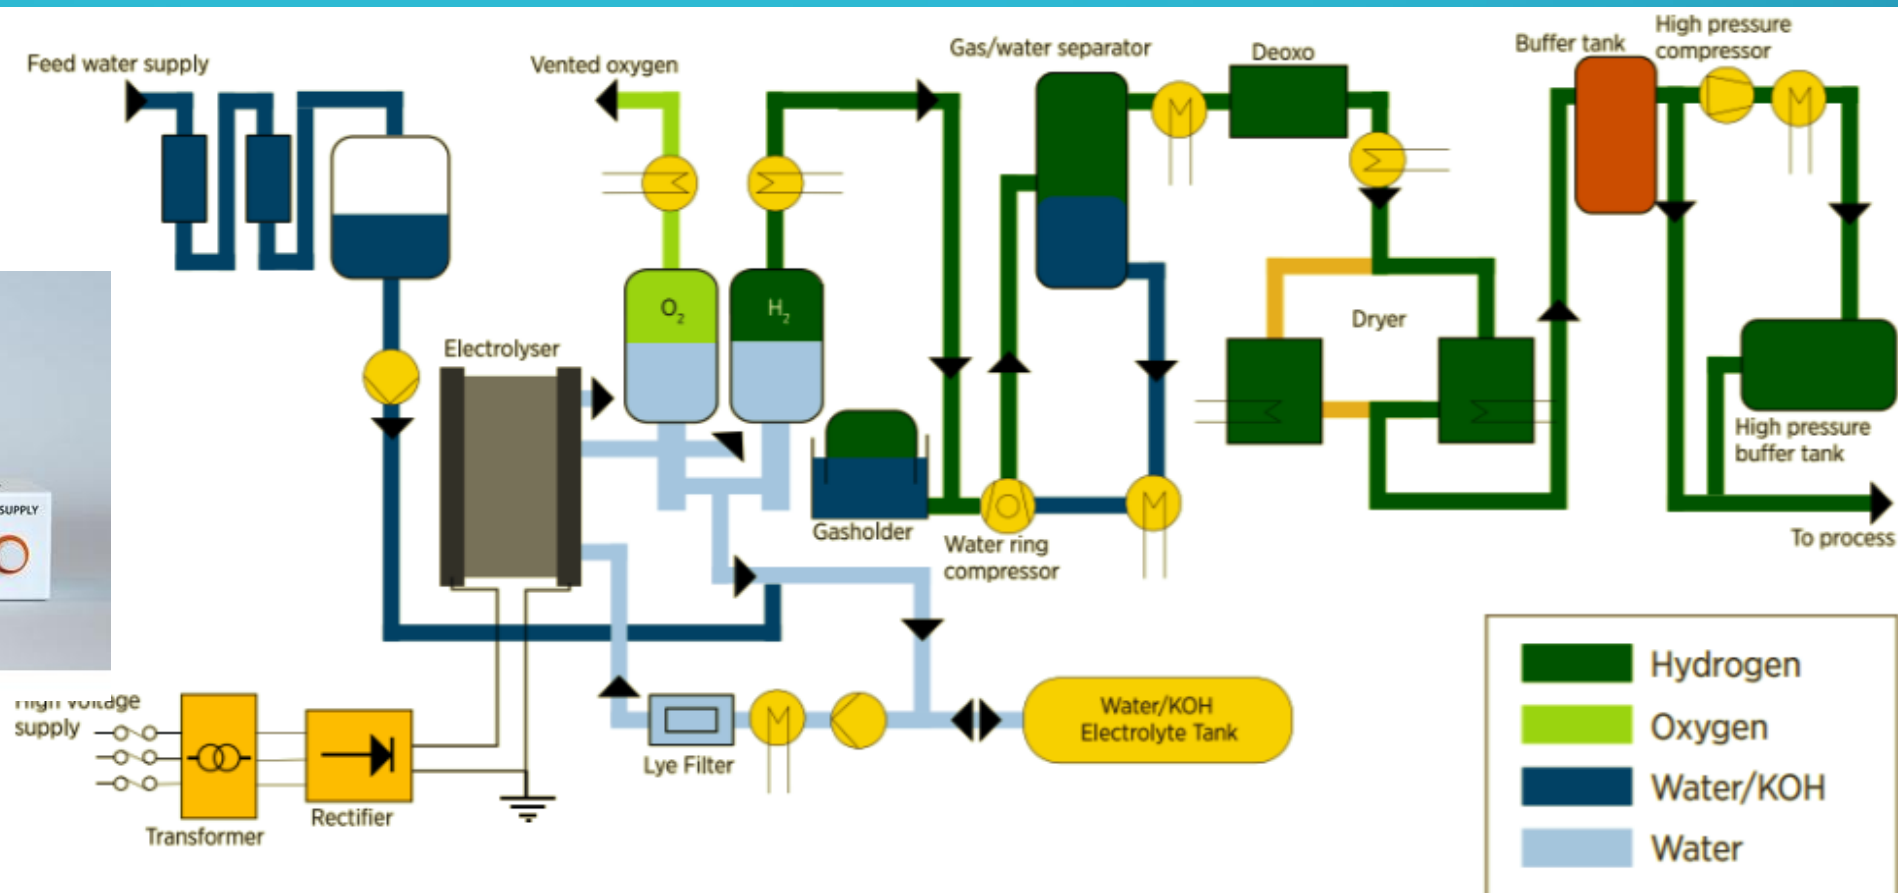 Feed water supply
Vented oxygen
Gas/water separator
Deoxo
Buffer tank
High pressure
compressor
O2
H2
Electrolyser
Dryer
SUPPLY
Gasholder
Water ring
compressor
High pressure
buffer tank
To process
High voltage
supply
Transformer
Rectifier
Lye Filter
Water/KOH
Electrolyte Tank
M
M
M
M
Hydrogen
Oxygen
Water/KOH
Water